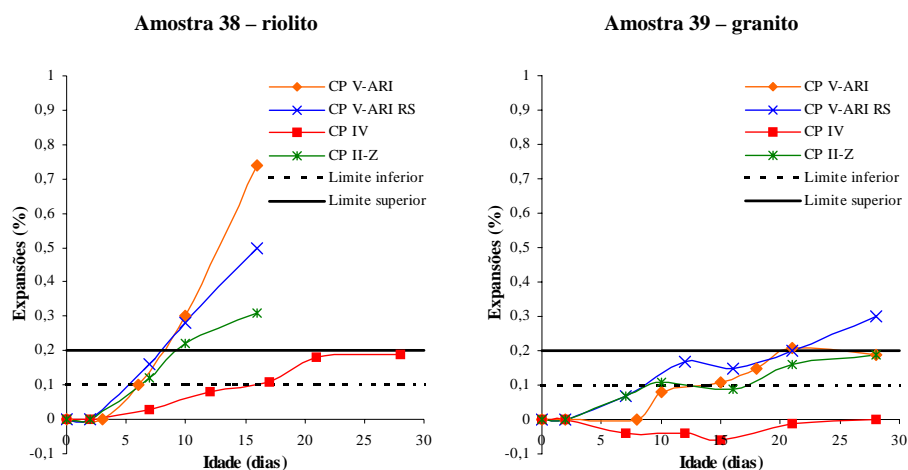 Amostra 38 – riolito
Expansões (%)
1
0,9
0,8
0,7
0,6
0,5
0,4
0,3
0,2
0,1
0
-0,1
0
5
10
15
20
25
30
Idade (dias)
CP V-ARI
CP V-ARI RS
CP IV
CP II-Z
Limite inferior
Limite superior
Amostra 39 – granito
Expansões (%)
1
0,9
0,8
0,7
0,6
0,5
0,4
0,3
0,2
0,1
0
-0,1
0
5
10
15
20
25
30
Idade (dias)
CP V-ARI
CP V-ARI RS
CP IV
CP II-Z
Limite inferior
Limite superior